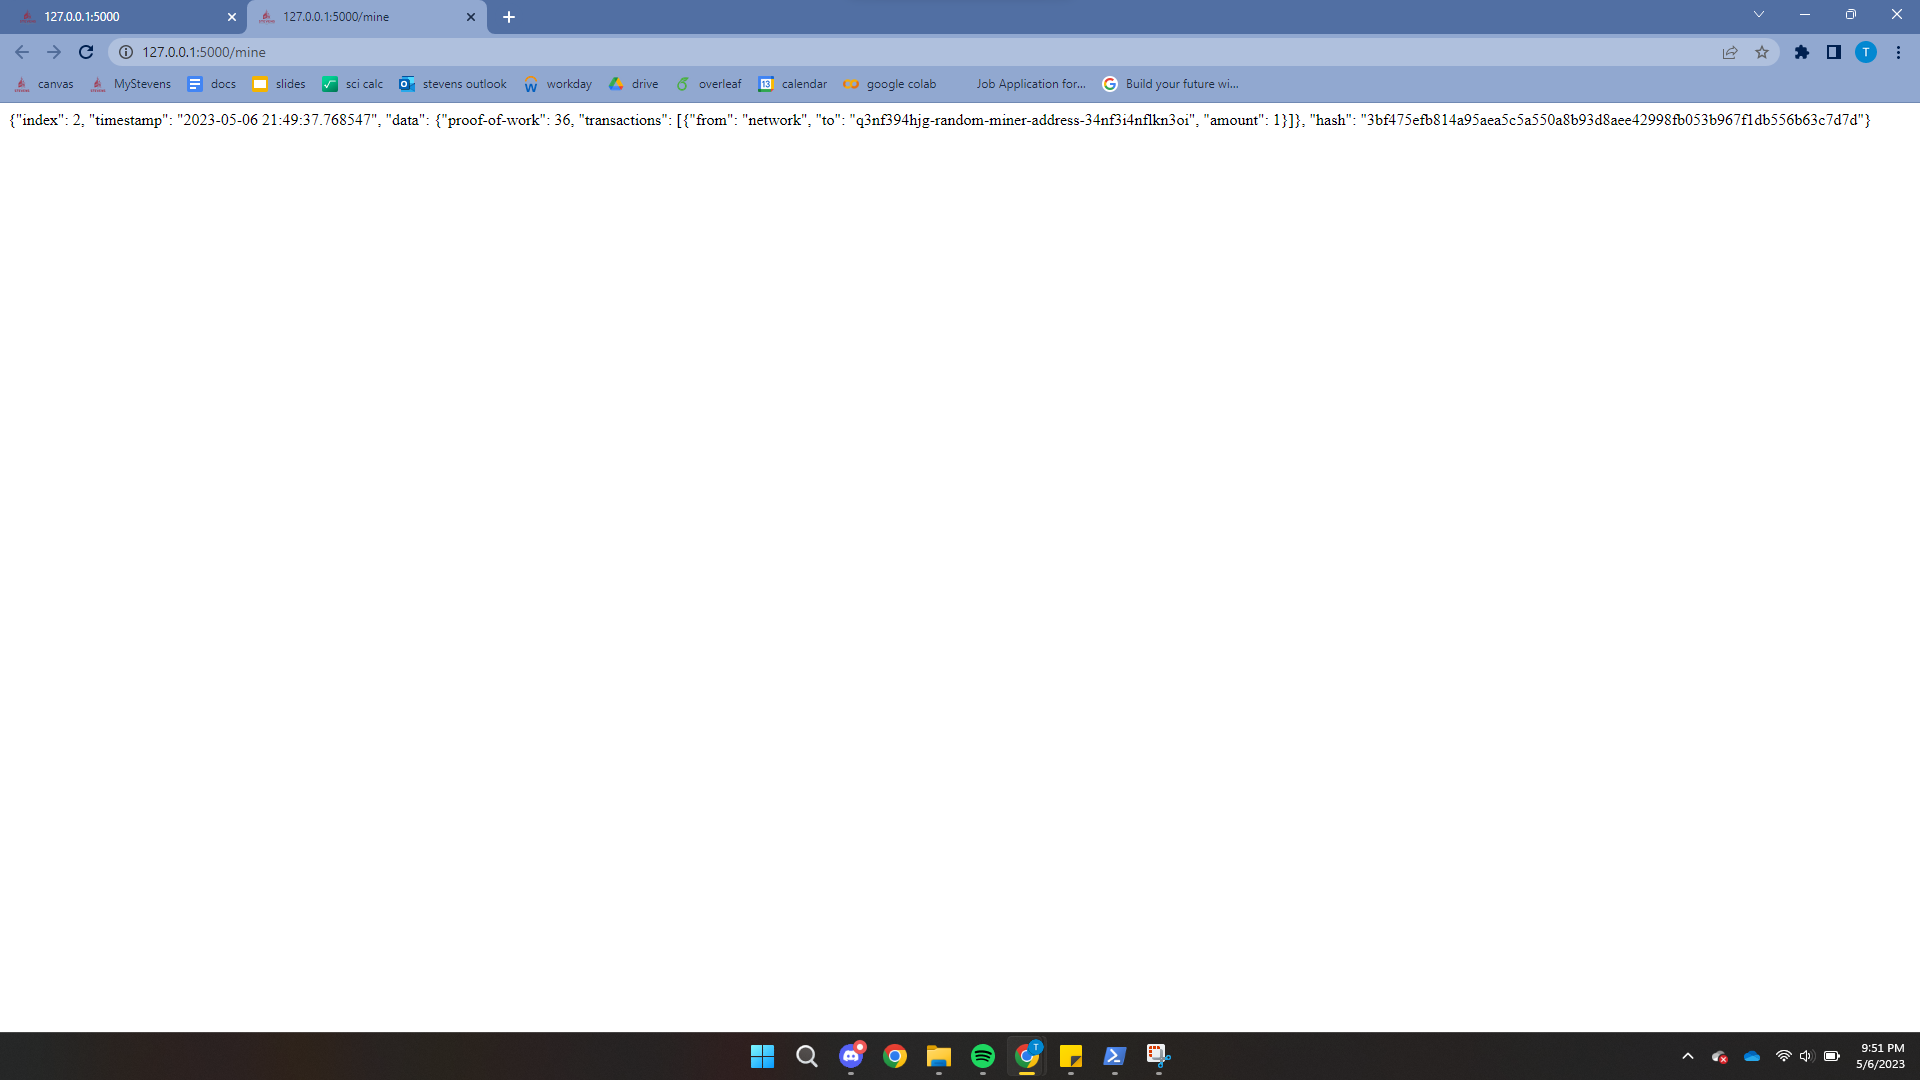 127.0.0.1:5000
127.0.0.1:5000/mine
127.0.0.1:5000/mine
T
canvas MyStevens docs slides sci calc stevens outlook workday drive overleaf calendar google colab Job Application for... Build your future wi...
{"index": 2, "timestamp": "2023-05-06 21:49:37.768547", "data": {"proof-of-work": 36, "transactions": [{"from": "network", "to": "q3nf394hjg-random-miner-address-34nf3i4nflkn3oi", "amount": 1}]}, "hash": "3bf475efb814a95aea5c5a550a8b93d8aee42998fb053b967f1db556b63c7d7d"}
9:51 PM
5/6/2023